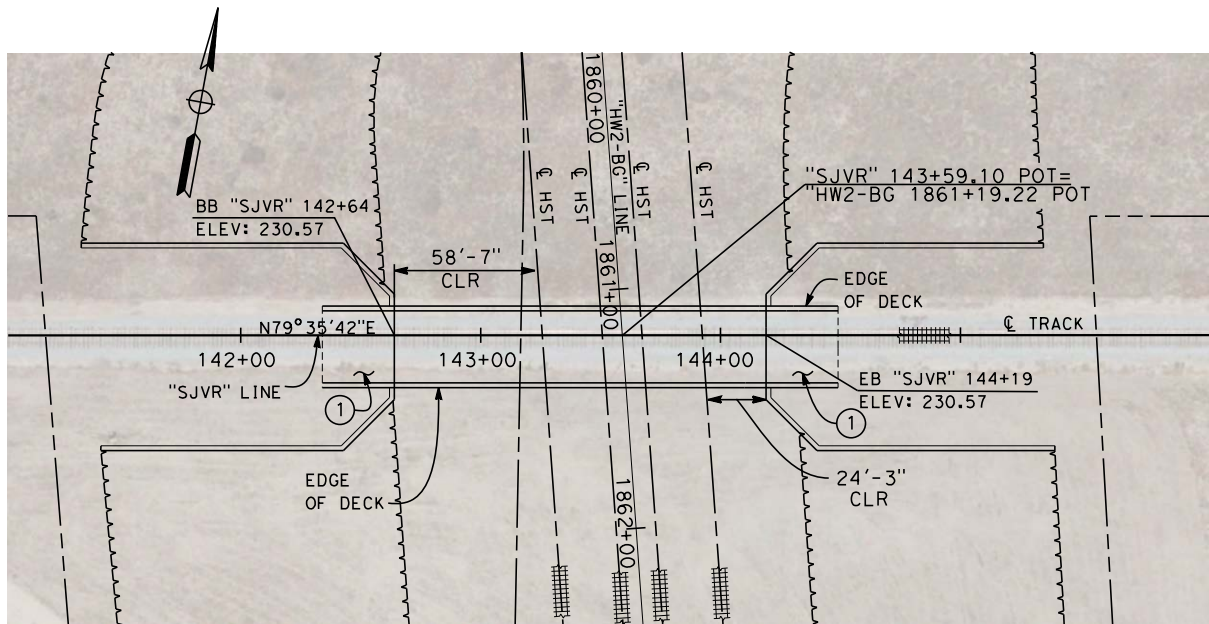 1860+00
"HW2-BG" LINE
℄ HST
℄ HST
℄ HST
℄ HST
"SJVR" 143+59.10 POT=
"HW2-BG 1861+19.22 POT
BB "SJVR" 142+64
ELEV: 230.57
58'-7"
CLR
1861+00
EDGE
OF DECK
N79°35'42"E
℄ TRACK
142+00
143+00
144+00
"SJVR" LINE
1
1
EB "SJVR" 144+19
ELEV: 230.57
EDGE
OF DECK
24'-3"
CLR
1862+00